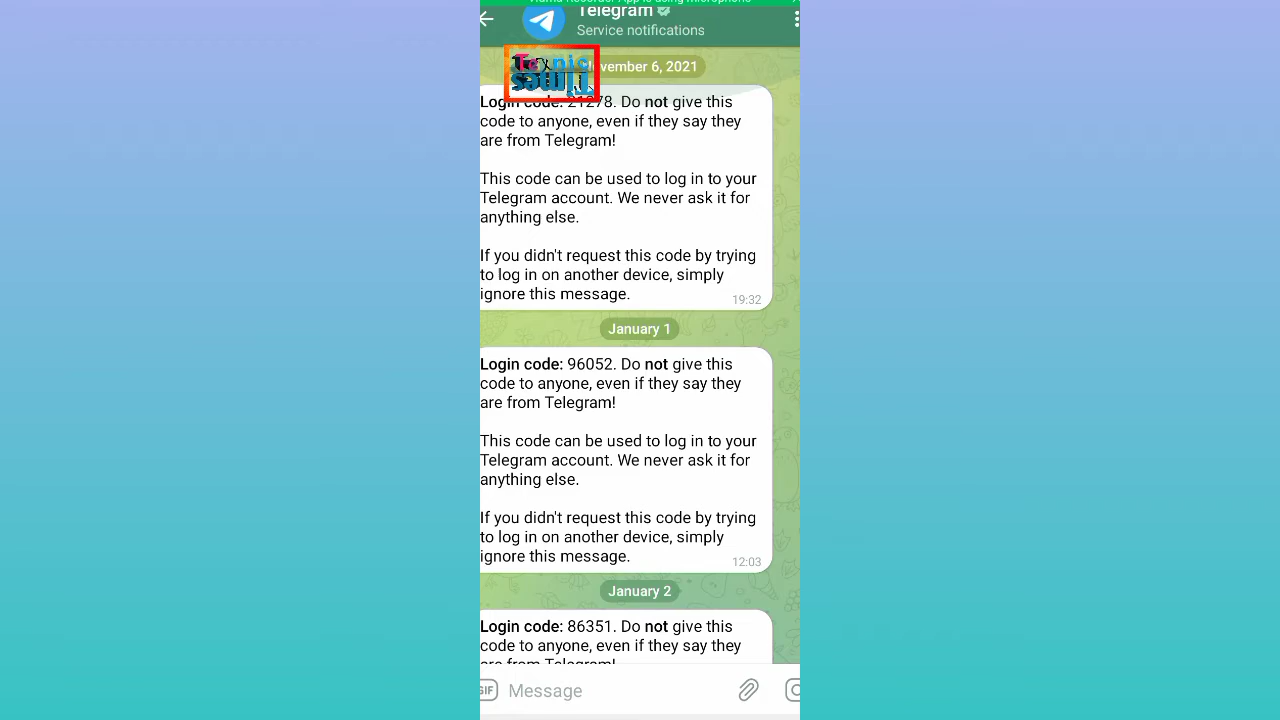 Telegram
Service notifications
November 6, 2021
Login code: 21278. Do not give this
code to anyone, even if they say they
are from Telegram!
This code can be used to log in to your
Telegram account. We never ask it for
anything else.
If you didn't request this code by trying
to log in on another device, simply
ignore this message.
19:32
January 1
Login code: 96052. Do not give this
code to anyone, even if they say they
are from Telegram!
This code can be used to log in to your
Telegram account. We never ask it for
anything else.
If you didn't request this code by trying
to log in on another device, simply
ignore this message.
12:03
January 2
Login code: 86351. Do not give this
code to anyone, even if they say they
are from Telegram!
GIF
Message